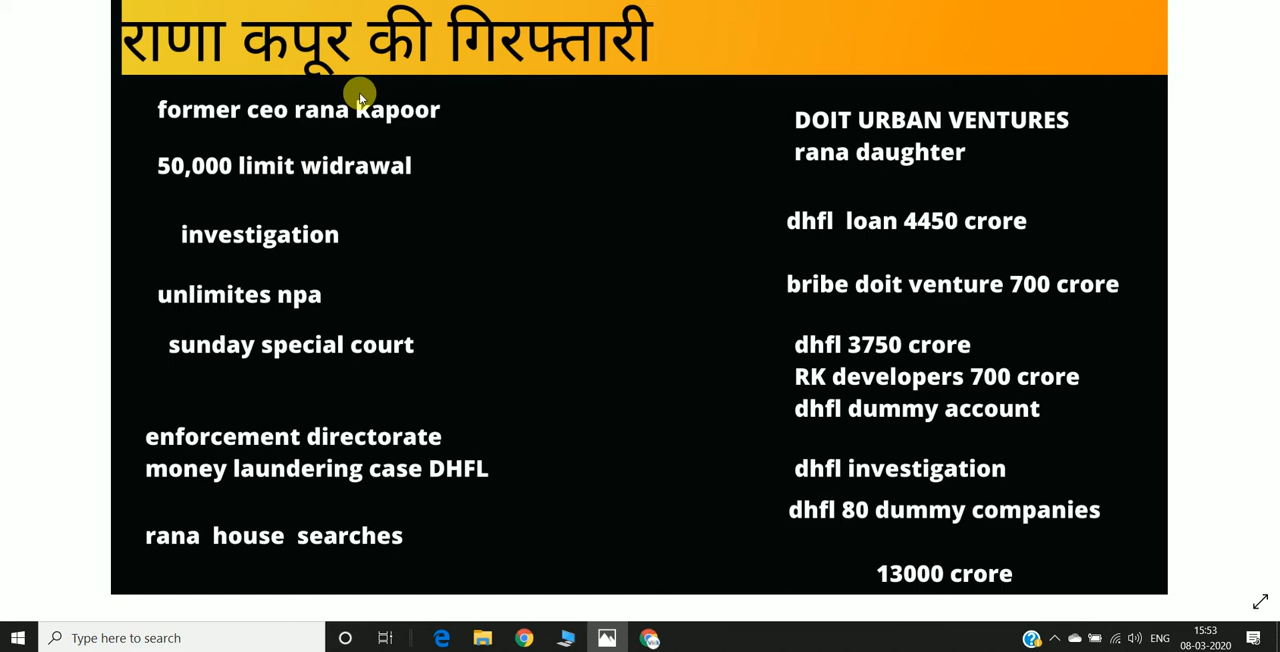 राणा कपूर की गिरफ्तारी
former ceo rana kapoor
50,000 limit widrawal
investigation
unlimites npa
sunday special court
enforcement directorate
money laundering case DHFL
rana house searches
DOIT URBAN VENTURES
rana daughter
dhfl loan 4450 crore
bribe doit venture 700 crore
dhfl 3750 crore
RK developers 700 crore
dhfl dummy account
dhfl investigation
dhfl 80 dummy companies
13000 crore
Type here to search
ENG
15:53
08-03-2020